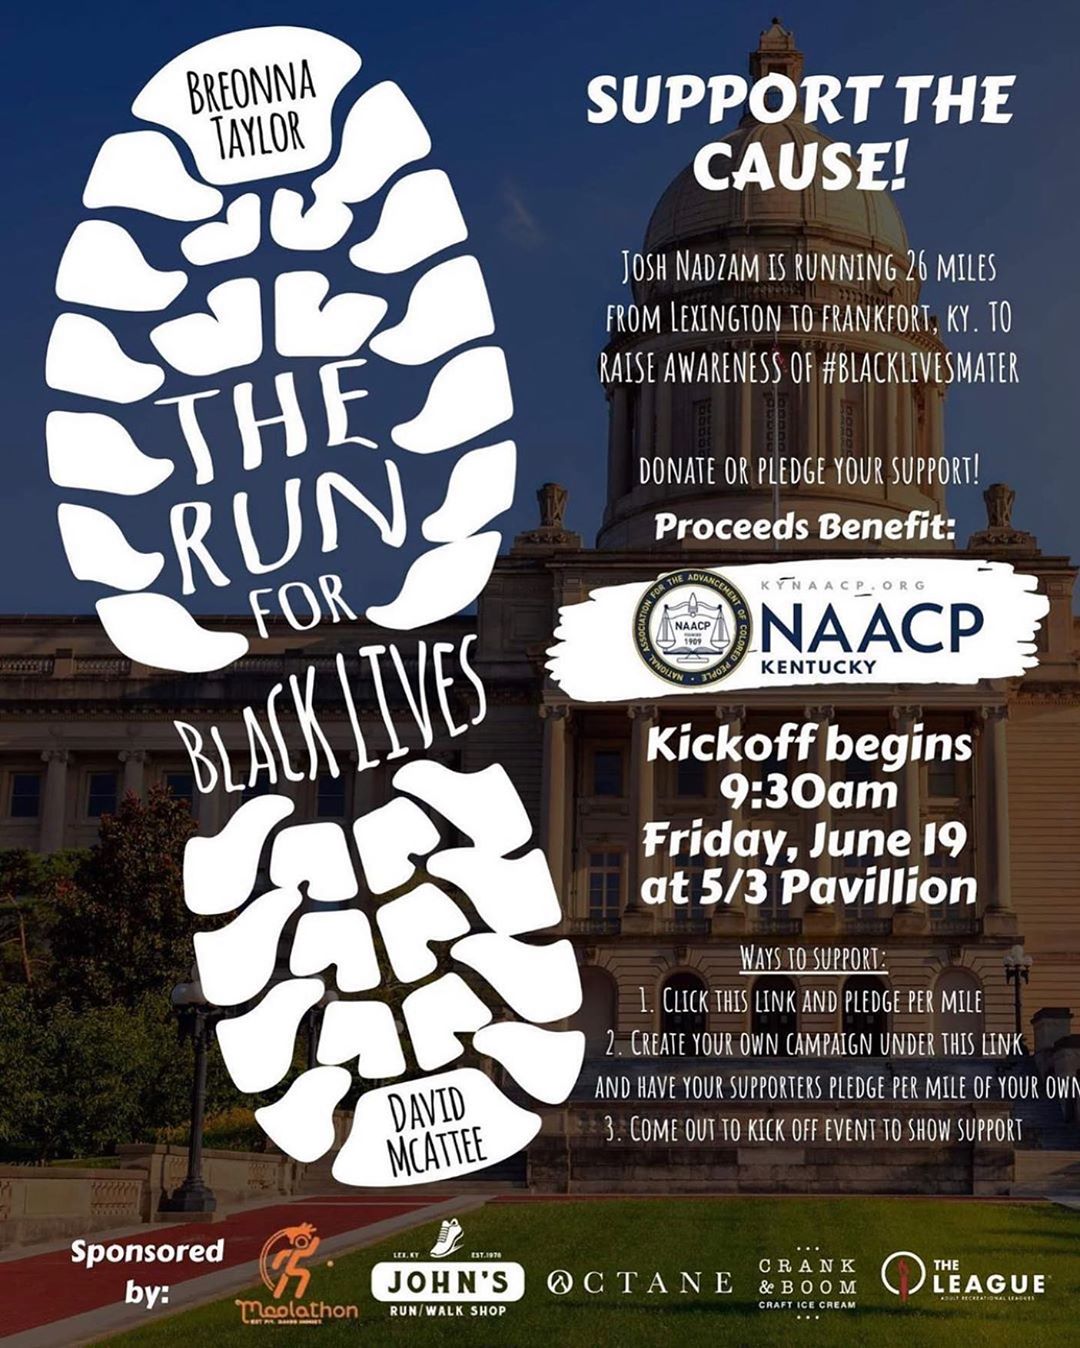 BREONNA
TAYLOR
THE
RUN
FOR
BLACK LIVES
DAVID
MCATTEE
SUPPORT THE
CAUSE!
JOSH NADZAM IS RUNNING 26 MILES
FROM LEXINGTON TO FRANKFORT, KY. TO
RAISE AWARENESS OF #BLACKLIVESMATER
DONATE OR PLEDGE YOUR SUPPORT!
Proceeds Benefit:
NATIONAL ASSOCIATION FOR THE ADVANCEMENT OF COLORED PEOPLE
NAACP
FOUNDED
1909
KYNAACP.ORG
NAACP
KENTUCKY
Kickoff begins
9:30am
Friday, June 19
at 5/3 Pavillion
WAYS TO SUPPORT:
1. CLICK THIS LINK AND PLEDGE PER MILE
2. CREATE YOUR OWN CAMPAIGN UNDER THIS LINK
AND HAVE YOUR SUPPORTERS PLEDGE PER MILE OF YOUR OWN
3. COME OUT TO KICK OFF EVENT TO SHOW SUPPORT
Sponsored
by:
LEX. KY EST.1978
JOHN'S
RUN/WALK SHOP
OCTANE
CRANK
& BOOM
CRAFT ICE CREAM
THE
LEAGUE
ADULT RECREATIONAL LEAGUES